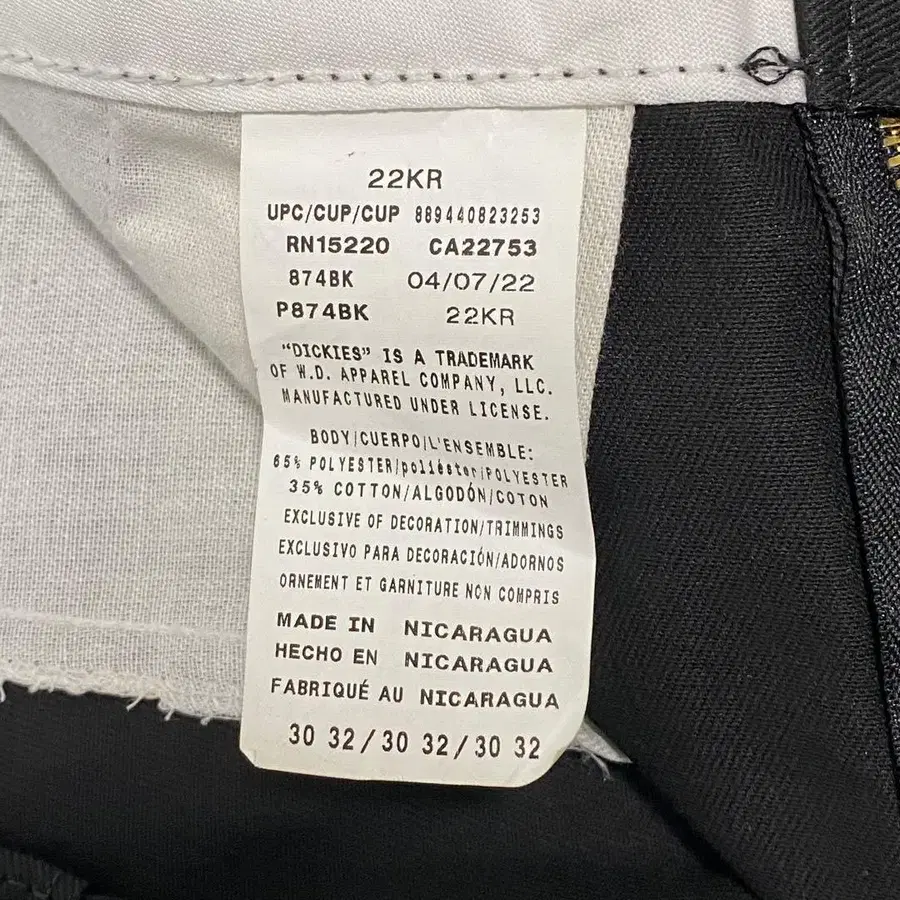 22KR
UPC/CUP/CUP 889440823253
RN15220 CA22753
874BK 04/07/22
P874BK 22KR
"DICKIES" IS A TRADEMARK
OF W.D. APPAREL COMPANY, LLC.
MANUFACTURED UNDER LICENSE.
BODY/CUERPO/L'ENSEMBLE:
65% POLYESTER/poliéster/POLYESTER
35% COTTON/ALGODÓN/COTON
EXCLUSIVE OF DECORATION/TRIMMINGS
EXCLUSIVO PARA DECORACIÓN/ADORNOS
ORNEMENT ET GARNITURE NON COMPRIS
MADE IN NICARAGUA
HECHO EN NICARAGUA
FABRIQUÉ AU NICARAGUA
30 32/30 32/30 32